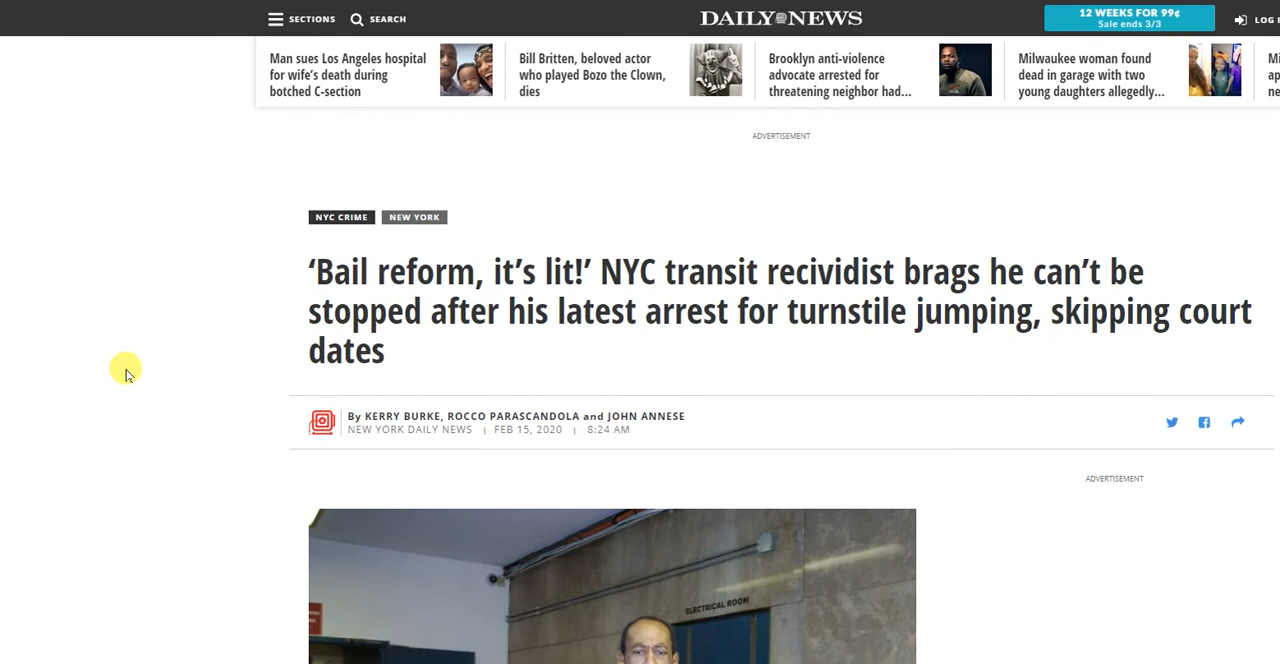 SECTIONS
SEARCH
DAILY NEWS
12 WEEKS FOR 99¢
Sale ends 3/3
LOG
Man sues Los Angeles hospital
for wife's death during
botched C-section
Bill Britten, beloved actor
who played Bozo the Clown,
dies
Brooklyn anti-violence
advocate arrested for
threatening neighbor had...
Milwaukee woman found
dead in garage with two
young daughters allegedly...
ADVERTISEMENT
NYC CRIME
NEW YORK
‘Bail reform, it’s lit!’ NYC transit recividist brags he can’t be
stopped after his latest arrest for turnstile jumping, skipping court
dates
By KERRY BURKE, ROCCO PARASCANDOLA and JOHN ANNESE
NEW YORK DAILY NEWS | FEB 15, 2020 | 8:24 AM
ADVERTISEMENT
ELECTRICAL ROOM